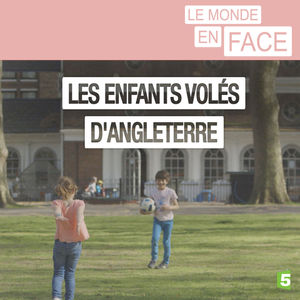 LE MONDE
EN FACE
LES ENFANTS VOLÉS
D'ANGLETERRE
5